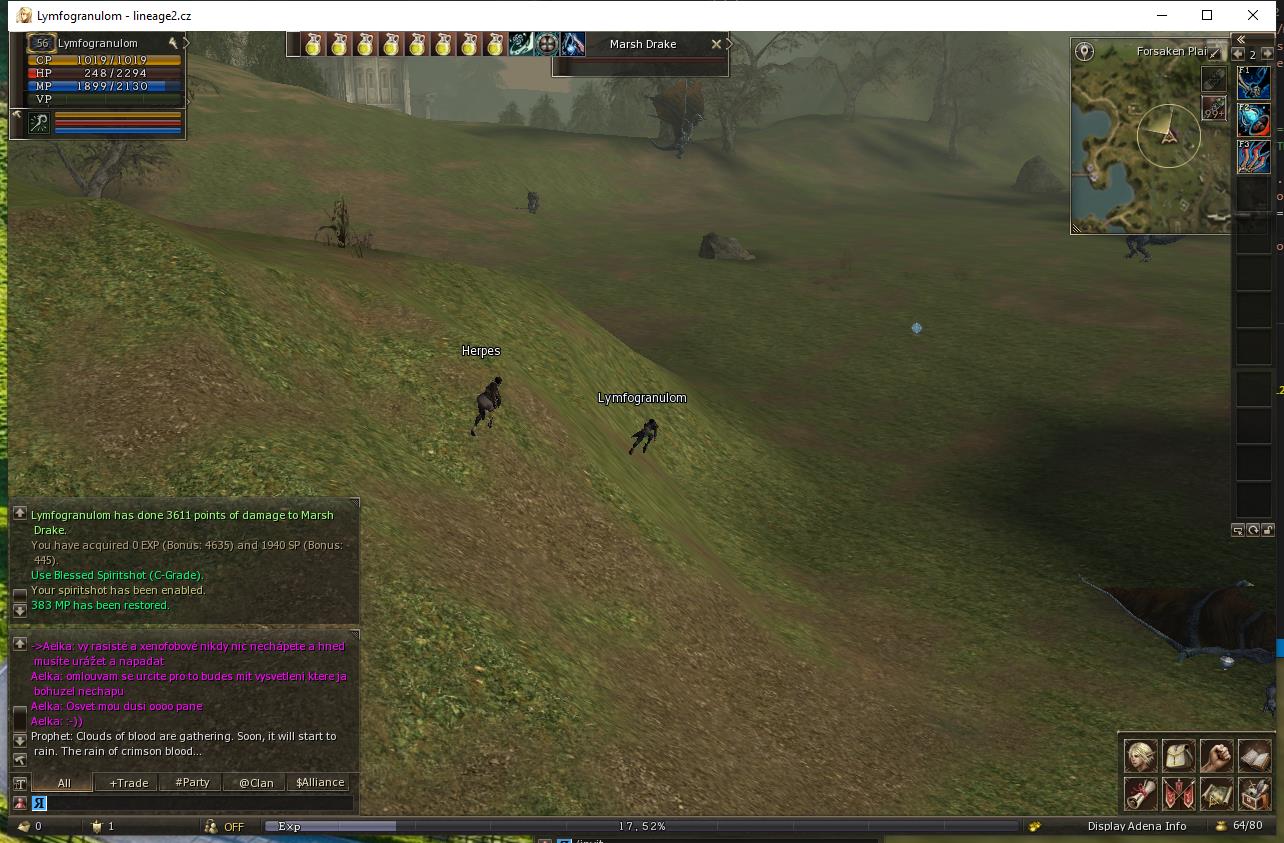 Lymfogranulom - lineage2.cz
56 Lymfogranulom
CP 1019/1019
HP 248/2294
MP 1899/2130
VP
Marsh Drake
Forsaken Plai
2
99+
F1
F2
F3
Herpes
Lymfogranulom
Lymfogranulom has done 3611 points of damage to Marsh
Drake.
You have acquired 0 EXP (Bonus: 4635) and 1940 SP (Bonus: -
445).
Use Blessed Spiritshot (C-Grade).
Your spiritshot has been enabled.
383 MP has been restored.
->Aelka: vy rasisté a xenofobové nikdy nic nechápete a hned
musíte urážet a napadat
Aelka: omlouvam se urcite pro to budes mit vysvetleni ktere ja
bohuzel nechapu
Aelka: Osvet mou dusi oooo pane
Aelka: :-))
Prophet: Clouds of blood are gathering. Soon, it will start to
rain. The rain of crimson blood...
All +Trade #Party @Clan $Alliance
Я
0 1 OFF Exp 17,52% Display Adena Info 64/80